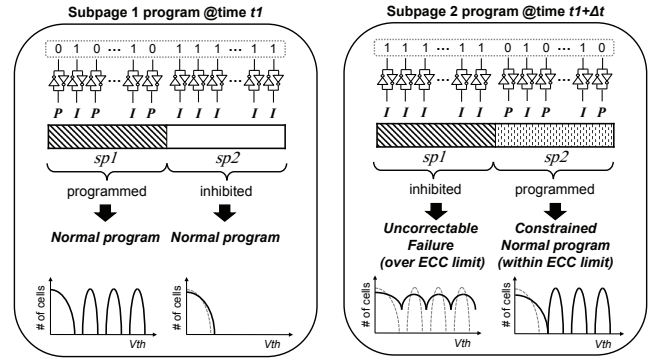 Subpage 1 program @time t1
0 1 0 ··· 1 0 1 1 1 ··· 1 1
P I P I P I I I I I
sp1 sp2
programmed inhibited
Normal program Normal program
# of cells Vth # of cells Vth
Subpage 2 program @time t1+Δt
1 1 1 ··· 1 1 0 1 0 ··· 1 0
I I I I I P I P I P
sp1 sp2
inhibited programmed
Uncorrectable Constrained
Failure Normal program
(over ECC limit) (within ECC limit)
# of cells Vth # of cells Vth